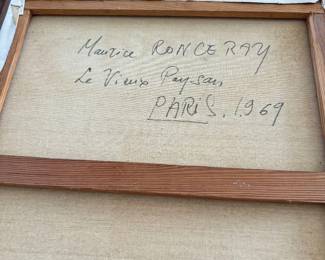 Maurice RONCERAY
Le Vieux Paysan
PARIS. 1969